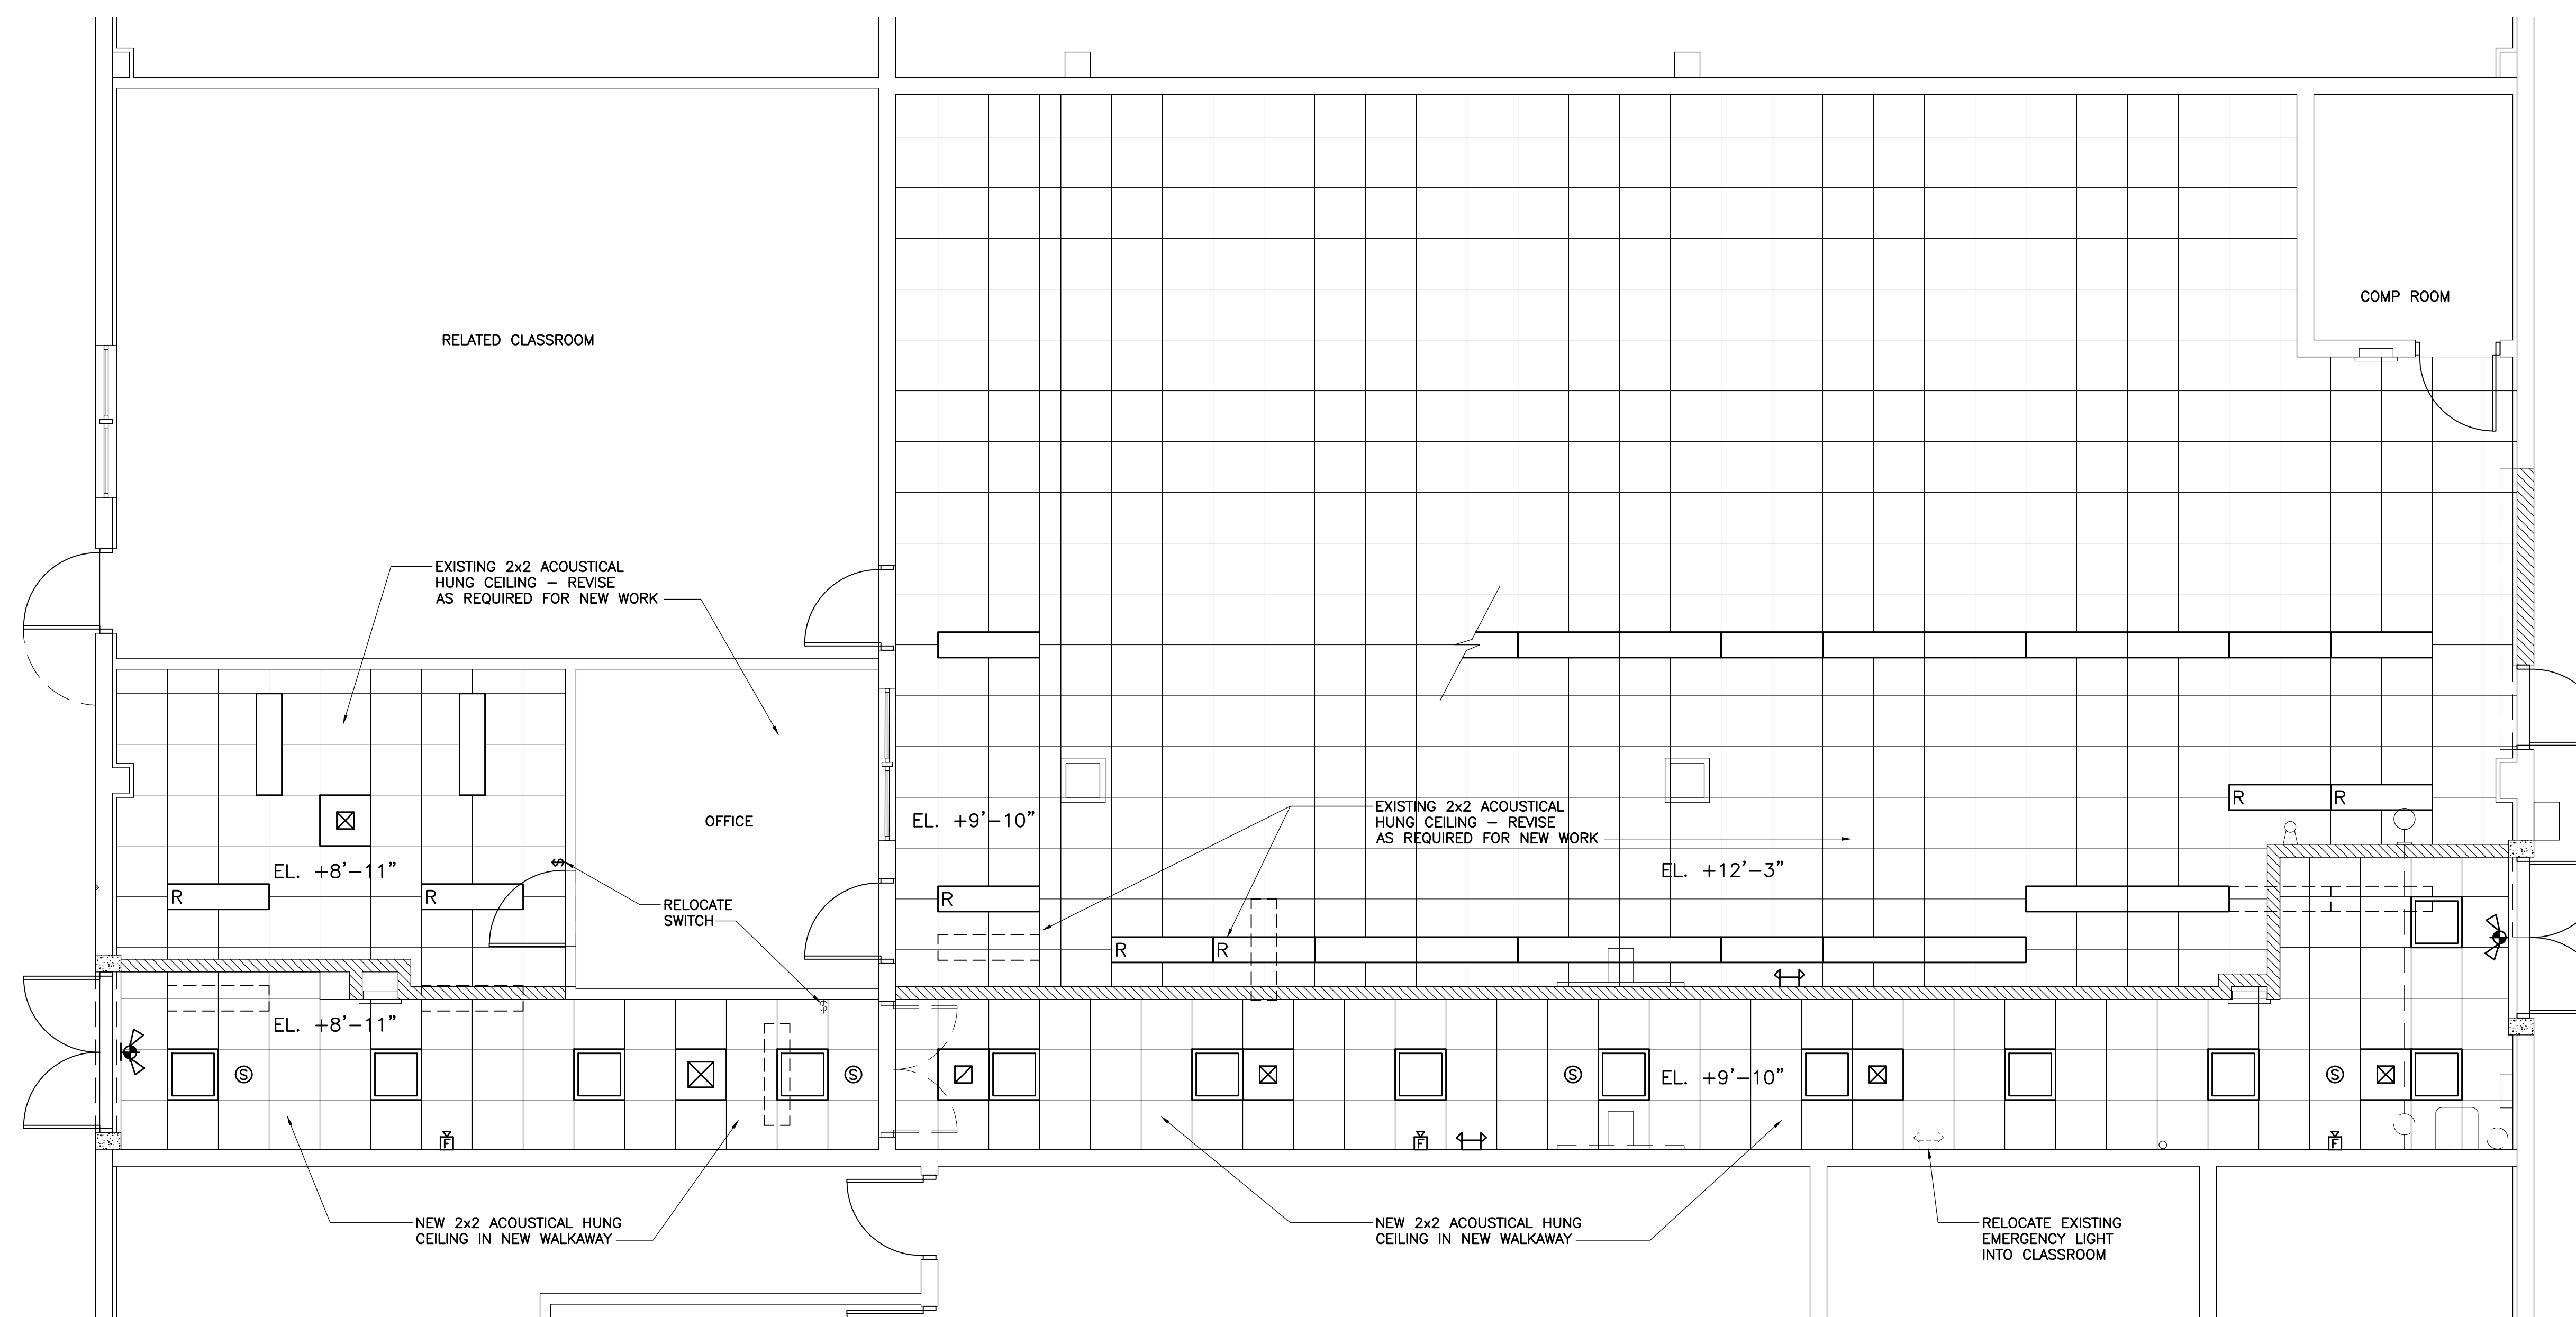 COMP ROOM
RELATED CLASSROOM
EXISTING 2x2 ACOUSTICAL
HUNG CEILING – REVISE
AS REQUIRED FOR NEW WORK
OFFICE
EL. +9'-10"
EXISTING 2x2 ACOUSTICAL
HUNG CEILING – REVISE
AS REQUIRED FOR NEW WORK
R
R
EL. +8'-11"
S
EL. +12'-3"
R
R
RELOCATE
SWITCH
R
R
R
S
EL. +8'-11"
S
S
S
EL. +9'-10"
S
F
F
F
NEW 2x2 ACOUSTICAL HUNG
CEILING IN NEW WALKAWAY
NEW 2x2 ACOUSTICAL HUNG
CEILING IN NEW WALKAWAY
RELOCATE EXISTING
EMERGENCY LIGHT
INTO CLASSROOM